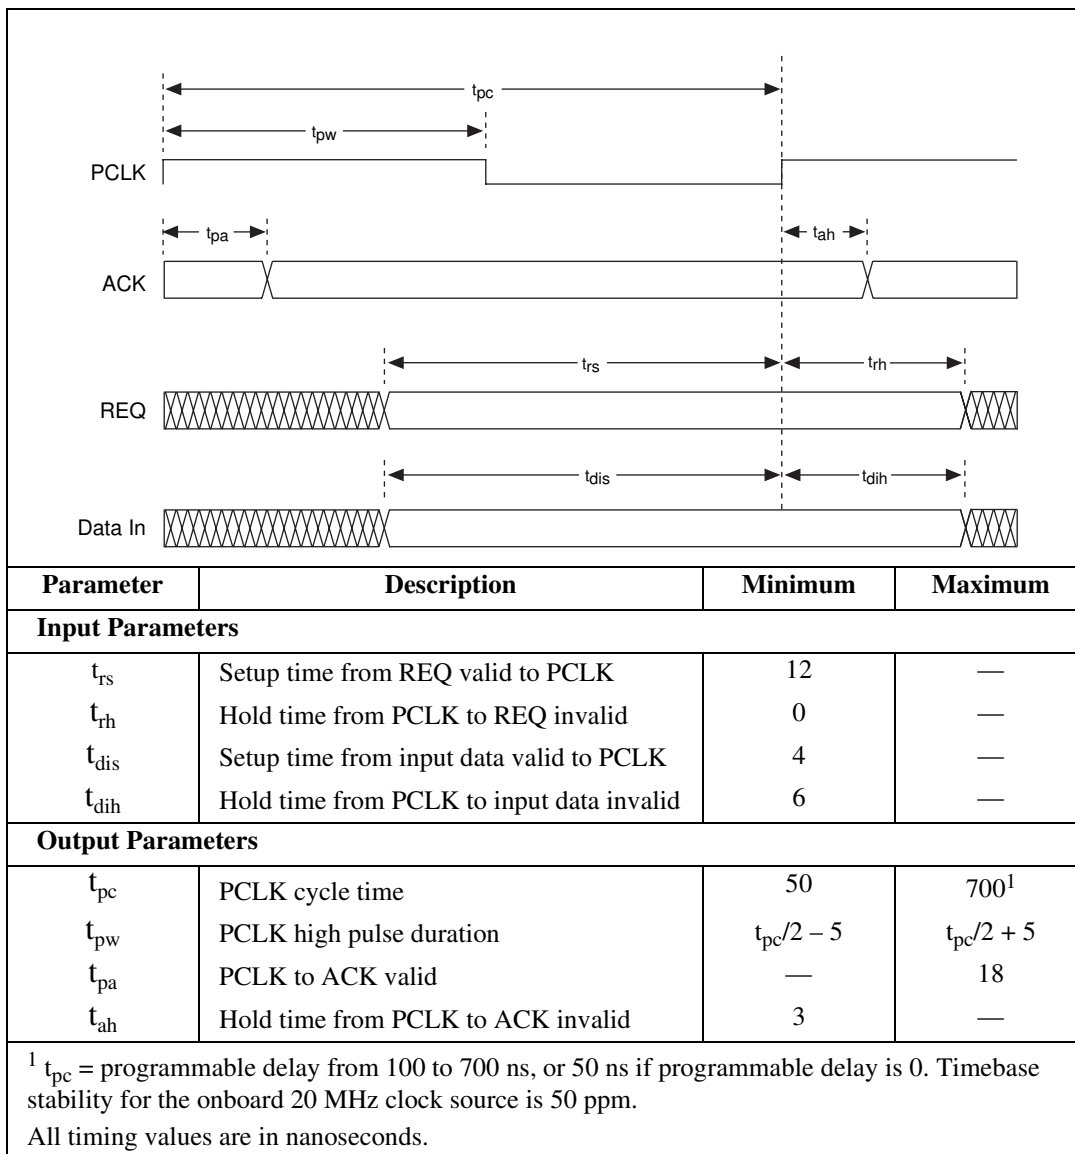 tpc
tpw
PCLK
tpa
tah
ACK
trs
trh
REQ
tdis
tdih
Data In
Parameter Description Minimum Maximum
Input Parameters
trs Setup time from REQ valid to PCLK 12 —
trh Hold time from PCLK to REQ invalid 0 —
tdis Setup time from input data valid to PCLK 4 —
tdih Hold time from PCLK to input data invalid 6 —
Output Parameters
tpc PCLK cycle time 50 700¹
tpw PCLK high pulse duration tpc/2 – 5 tpc/2 + 5
tpa PCLK to ACK valid — 18
tah Hold time from PCLK to ACK invalid 3 —
¹ tpc = programmable delay from 100 to 700 ns, or 50 ns if programmable delay is 0. Timebase
stability for the onboard 20 MHz clock source is 50 ppm.
All timing values are in nanoseconds.